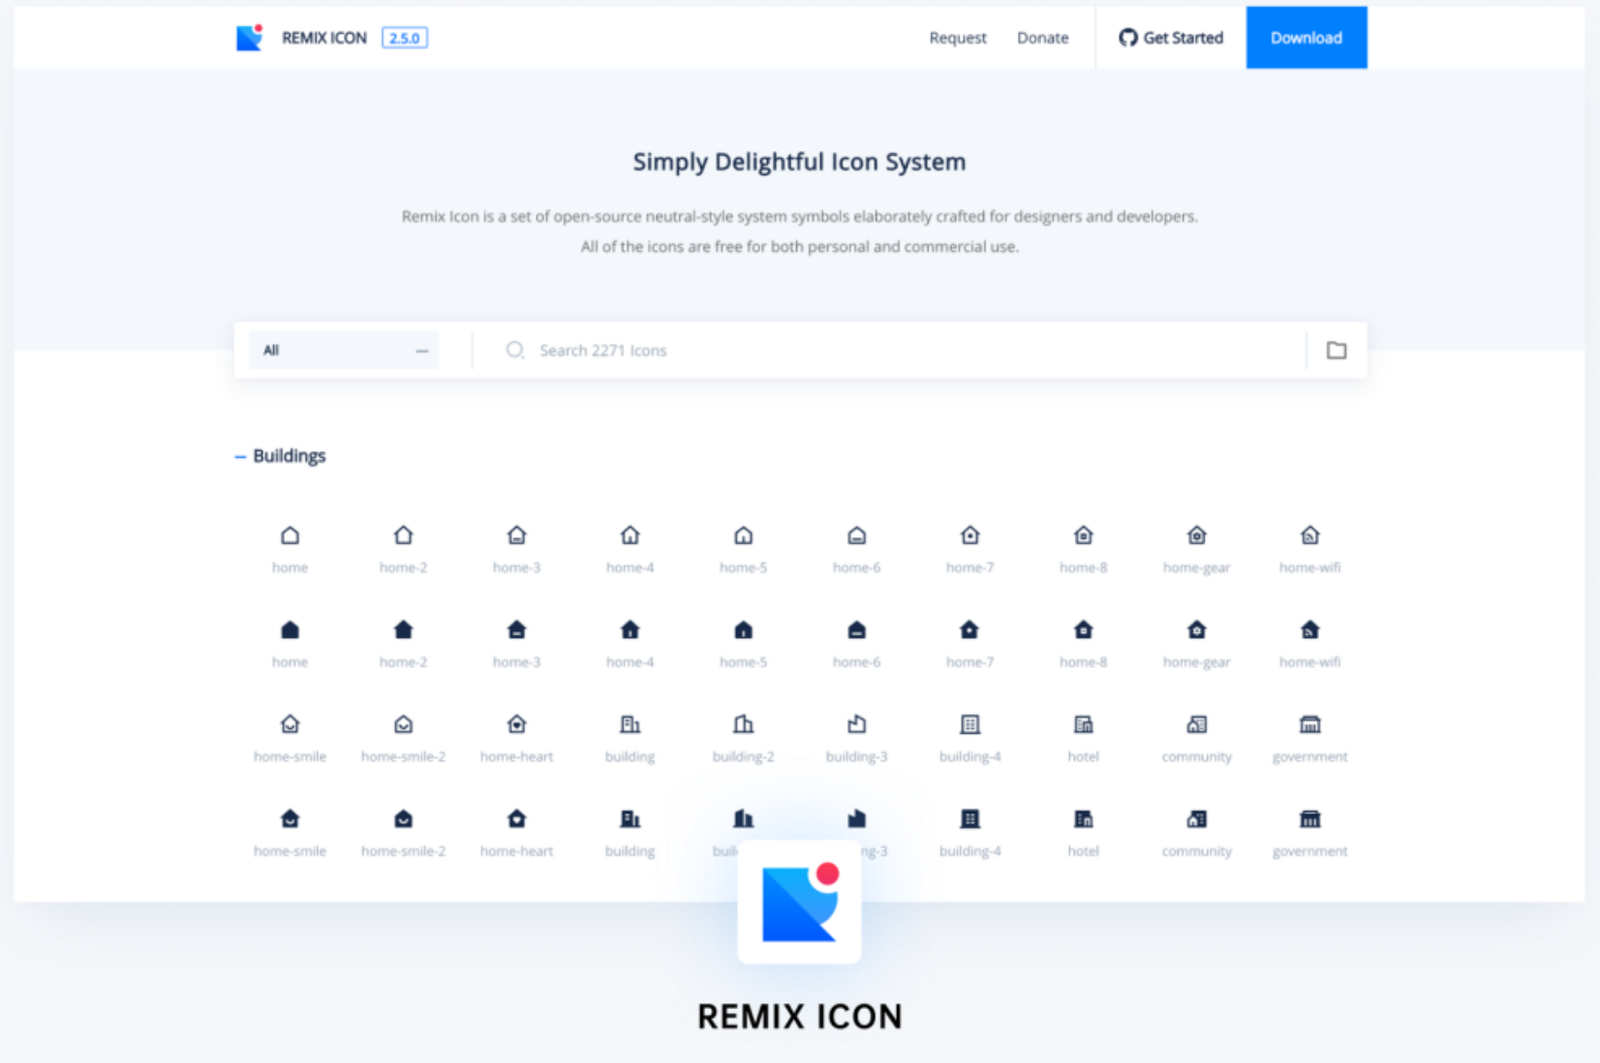 REMIX ICON 2.5.0 Request Donate Get Started Download
Simply Delightful Icon System
Remix Icon is a set of open-source neutral-style system symbols elaborately crafted for designers and developers.
All of the icons are free for both personal and commercial use.
All Search 2271 Icons
Buildings
home home-2 home-3 home-4 home-5 home-6 home-7 home-8 home-gear home-wifi
home home-2 home-3 home-4 home-5 home-6 home-7 home-8 home-gear home-wifi
home-smile home-smile-2 home-heart building building-2 building-3 building-4 hotel community government
home-smile home-smile-2 home-heart building building-4 hotel community government
REMIX ICON